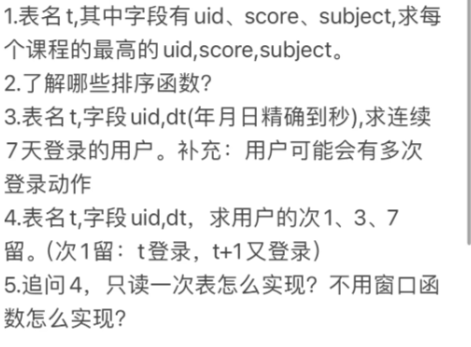 1.表名t,其中字段有uid、score、subject,求每
个课程的最高的uid,score,subject。
2.了解哪些排序函数?
3.表名t,字段uid,dt(年月日精确到秒),求连续
7天登录的用户。补充：用户可能会有多次
登录动作
4.表名t,字段uid,dt，求用户的次1、3、7
留。(次1留：t登录，t+1又登录)
5.追问4，只读一次表怎么实现？不用窗口函
数怎么实现?